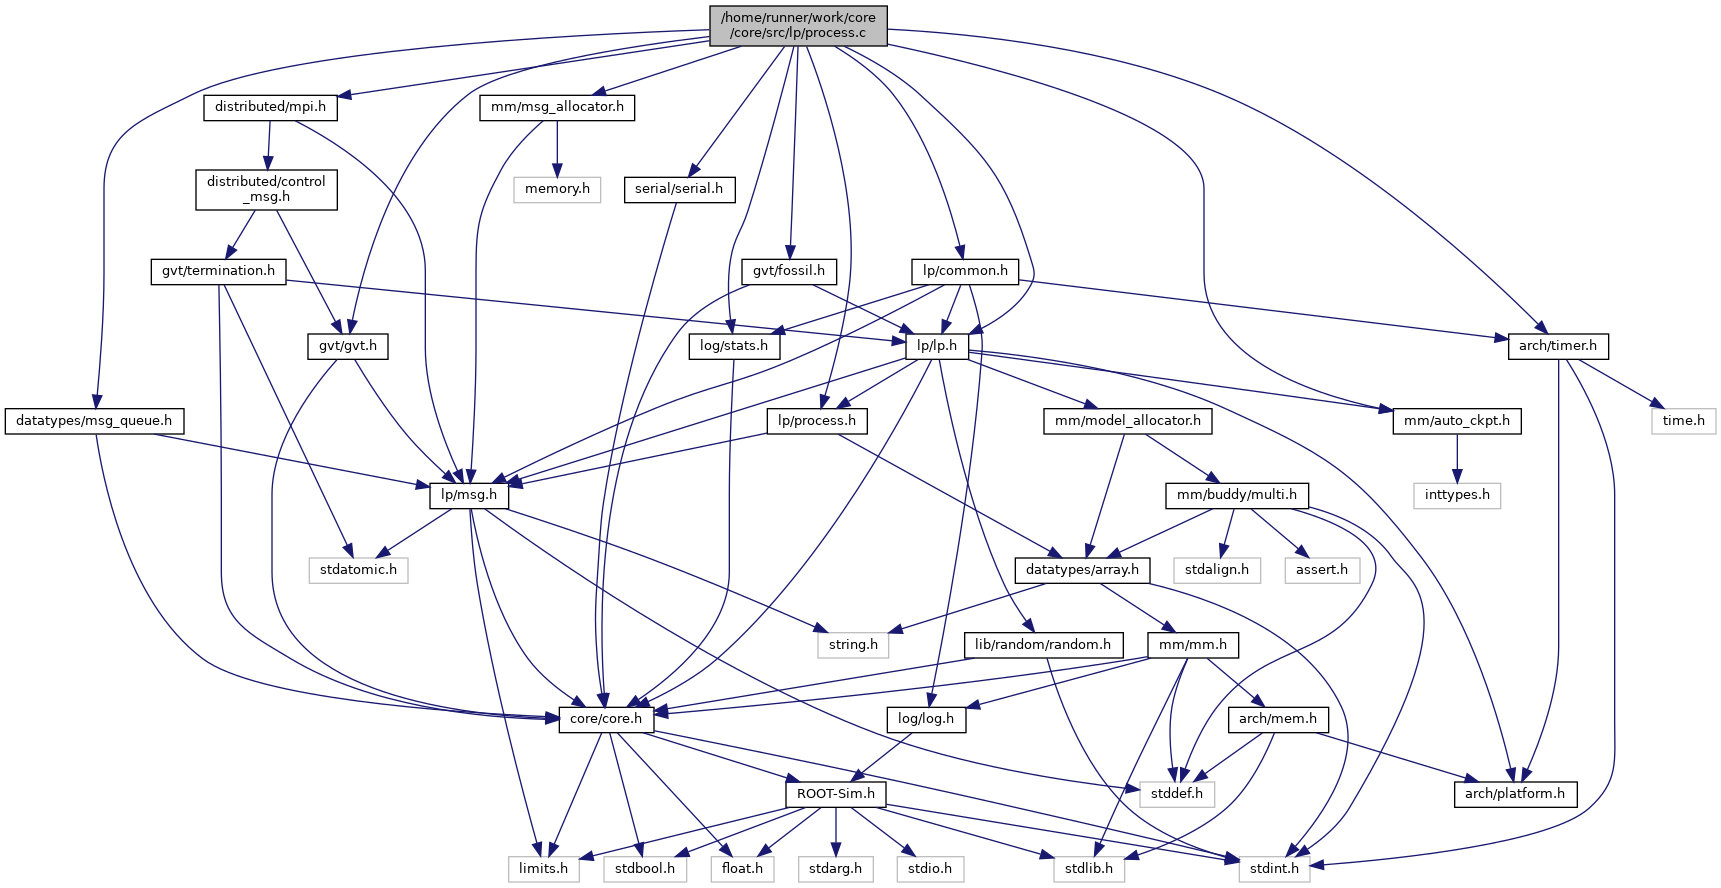 /home/runner/work/core
/core/src/lp/process.c
distributed/mpi.h
mm/msg_allocator.h
distributed/control
_msg.h
memory.h
serial/serial.h
gvt/termination.h
gvt/fossil.h
lp/common.h
gvt/gvt.h
log/stats.h
lp/lp.h
arch/timer.h
datatypes/msg_queue.h
lp/process.h
mm/model_allocator.h
mm/auto_ckpt.h
time.h
lp/msg.h
mm/buddy/multi.h
inttypes.h
stdatomic.h
datatypes/array.h
stdalign.h
assert.h
string.h
lib/random/random.h
mm/mm.h
core/core.h
log/log.h
arch/mem.h
ROOT-Sim.h
stddef.h
arch/platform.h
limits.h
stdbool.h
float.h
stdarg.h
stdio.h
stdlib.h
stdint.h